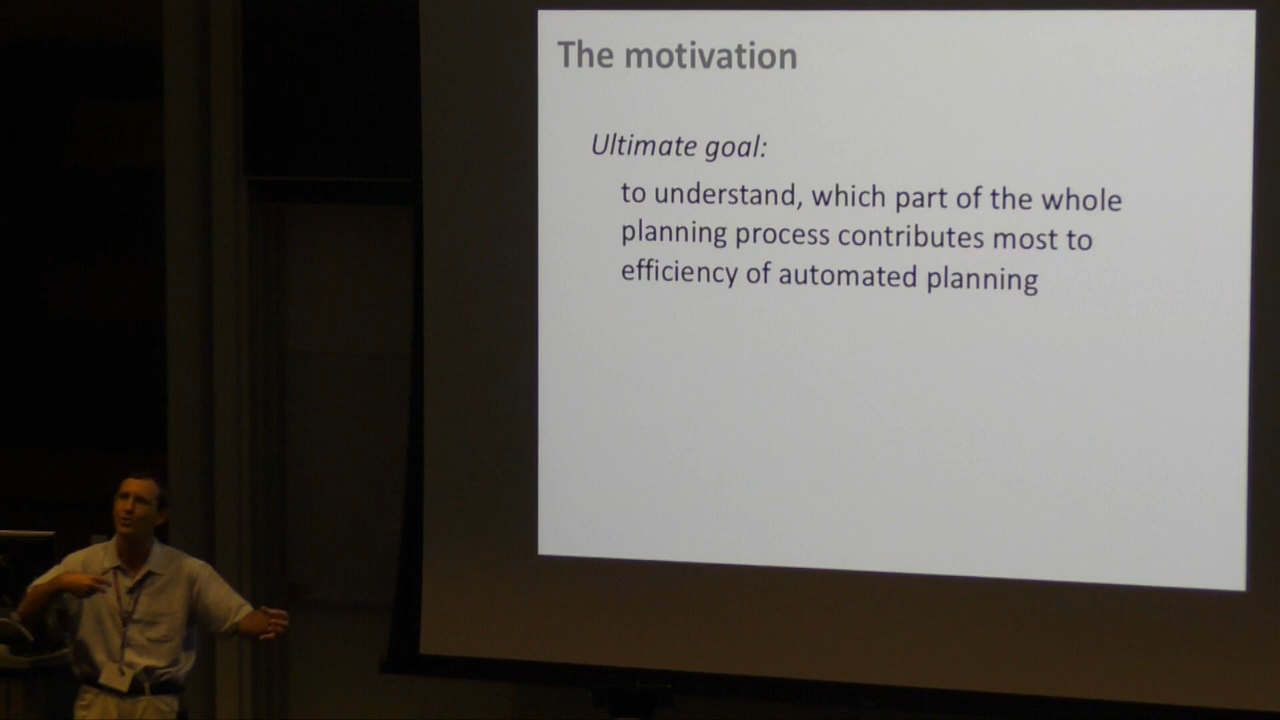 The motivation
Ultimate goal:
to understand, which part of the whole
planning process contributes most to
efficiency of automated planning